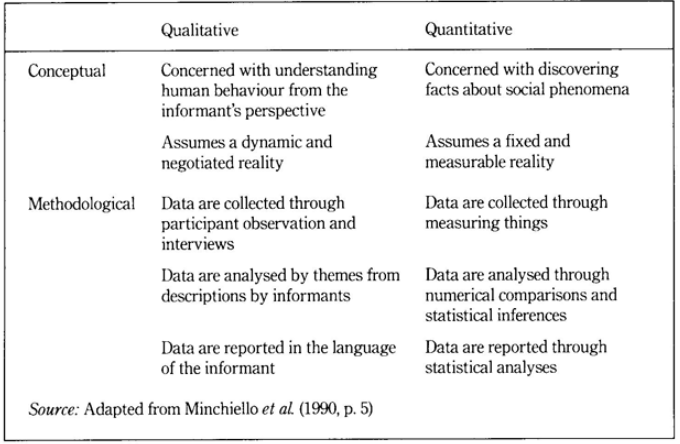 Qualitative Quantitative
Conceptual Concerned with understanding Concerned with discovering
human behaviour from the facts about social phenomena
informant's perspective
Assumes a dynamic and Assumes a fixed and
negotiated reality measurable reality
Methodological Data are collected through Data are collected through
participant observation and measuring things
interviews
Data are analysed by themes from Data are analysed through
descriptions by informants numerical comparisons and
statistical inferences
Data are reported in the language Data are reported through
of the informant statistical analyses
Source: Adapted from Minchiello et al. (1990, p. 5)